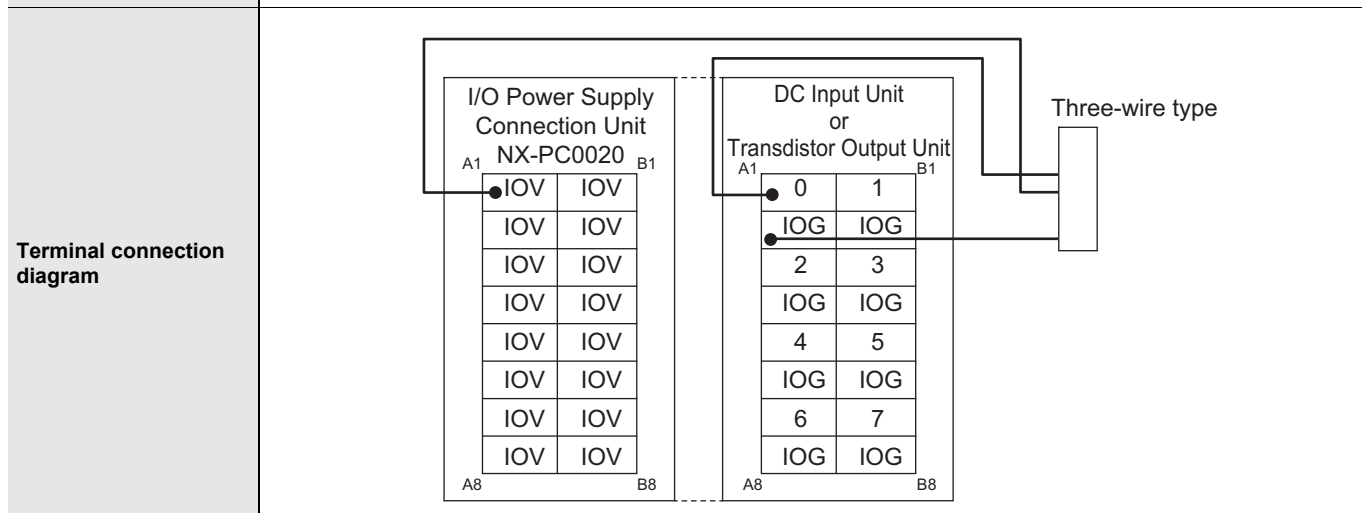 Terminal connection
diagram
I/O Power Supply
Connection Unit
NX-PC0020
A1
B1
IOV IOV
IOV IOV
IOV IOV
IOV IOV
IOV IOV
IOV IOV
IOV IOV
IOV IOV
A8
B8
DC Input Unit
or
Transdistor Output Unit
A1
B1
0 1
IOG IOG
2 3
IOG IOG
4 5
IOG IOG
6 7
IOG IOG
A8
B8
Three-wire type